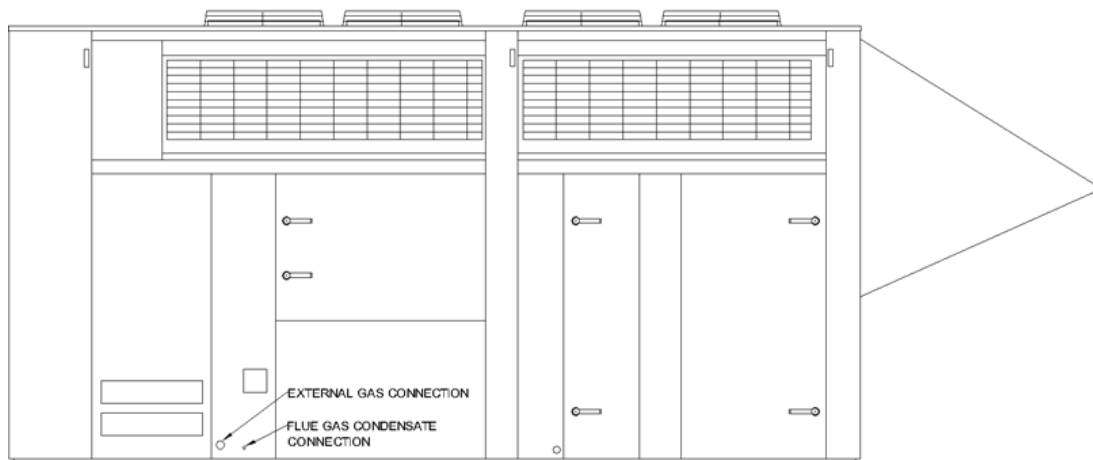 EXTERNAL GAS CONNECTION
FLUE GAS CONDENSATE
CONNECTION